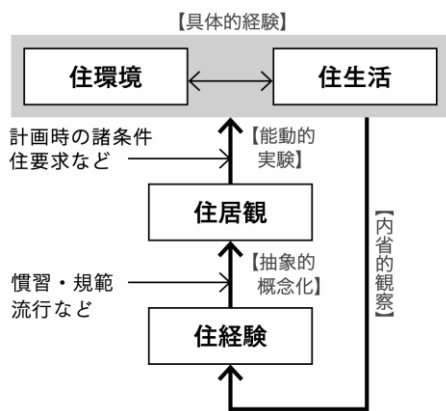 【具体的経験】
住環境
住生活
計画時の諸条件
住要求など
【能動的
実験】
住居観
【内省的観察】
慣習・規範
流行など
【抽象的
概念化】
住経験